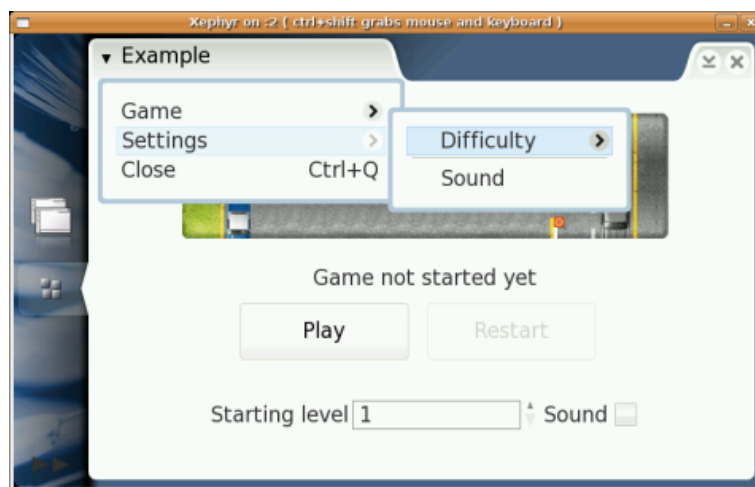 Xephyr on :2 ( ctrl+shift grabs mouse and keyboard )
Example
Game
Settings
Close Ctrl+Q
Difficulty
Sound
Game not started yet
Play Restart
Starting level 1 Sound